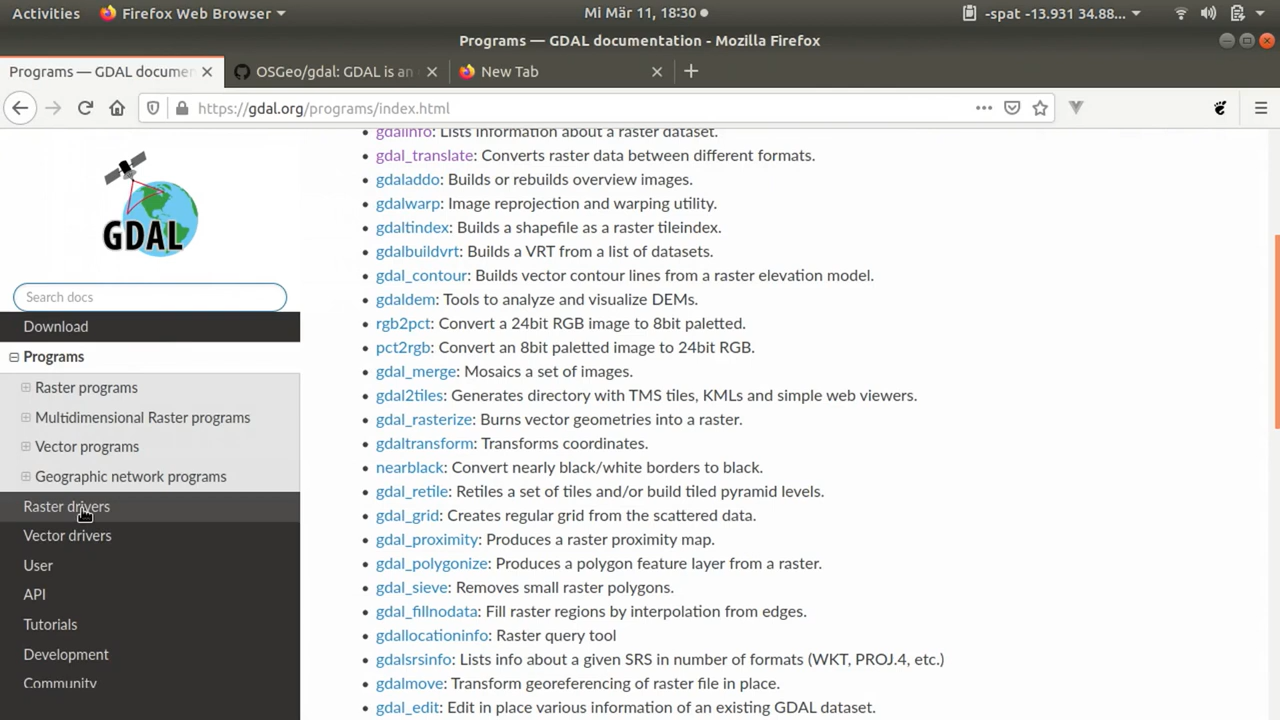 Activities
Firefox Web Browser
Mi Mär 11, 18:30
-spat -13.931 34.88...
Programs — GDAL documentation - Mozilla Firefox
Programs — GDAL documen
OSGeo/gdal: GDAL is an
New Tab
https://gdal.org/programs/index.html
GDAL
Search docs
Download
Programs
Raster programs
Multidimensional Raster programs
Vector programs
Geographic network programs
Raster drivers
Vector drivers
User
API
Tutorials
Development
Community
gdalinfo: Lists information about a raster dataset.
gdal_translate: Converts raster data between different formats.
gdaladdo: Builds or rebuilds overview images.
gdalwarp: Image reprojection and warping utility.
gdaltindex: Builds a shapefile as a raster tileindex.
gdalbuildvrt: Builds a VRT from a list of datasets.
gdal_contour: Builds vector contour lines from a raster elevation model.
gdaldem: Tools to analyze and visualize DEMs.
rgb2pct: Convert a 24bit RGB image to 8bit paletted.
pct2rgb: Convert an 8bit paletted image to 24bit RGB.
gdal_merge: Mosaics a set of images.
gdal2tiles: Generates directory with TMS tiles, KMLs and simple web viewers.
gdal_rasterize: Burns vector geometries into a raster.
gdaltransform: Transforms coordinates.
nearblack: Convert nearly black/white borders to black.
gdal_retile: Retiles a set of tiles and/or build tiled pyramid levels.
gdal_grid: Creates regular grid from the scattered data.
gdal_proximity: Produces a raster proximity map.
gdal_polygonize: Produces a polygon feature layer from a raster.
gdal_sieve: Removes small raster polygons.
gdal_fillnodata: Fill raster regions by interpolation from edges.
gdallocationinfo: Raster query tool
gdalsrsinfo: Lists info about a given SRS in number of formats (WKT, PROJ.4, etc.)
gdalmove: Transform georeferencing of raster file in place.
gdal_edit: Edit in place various information of an existing GDAL dataset.